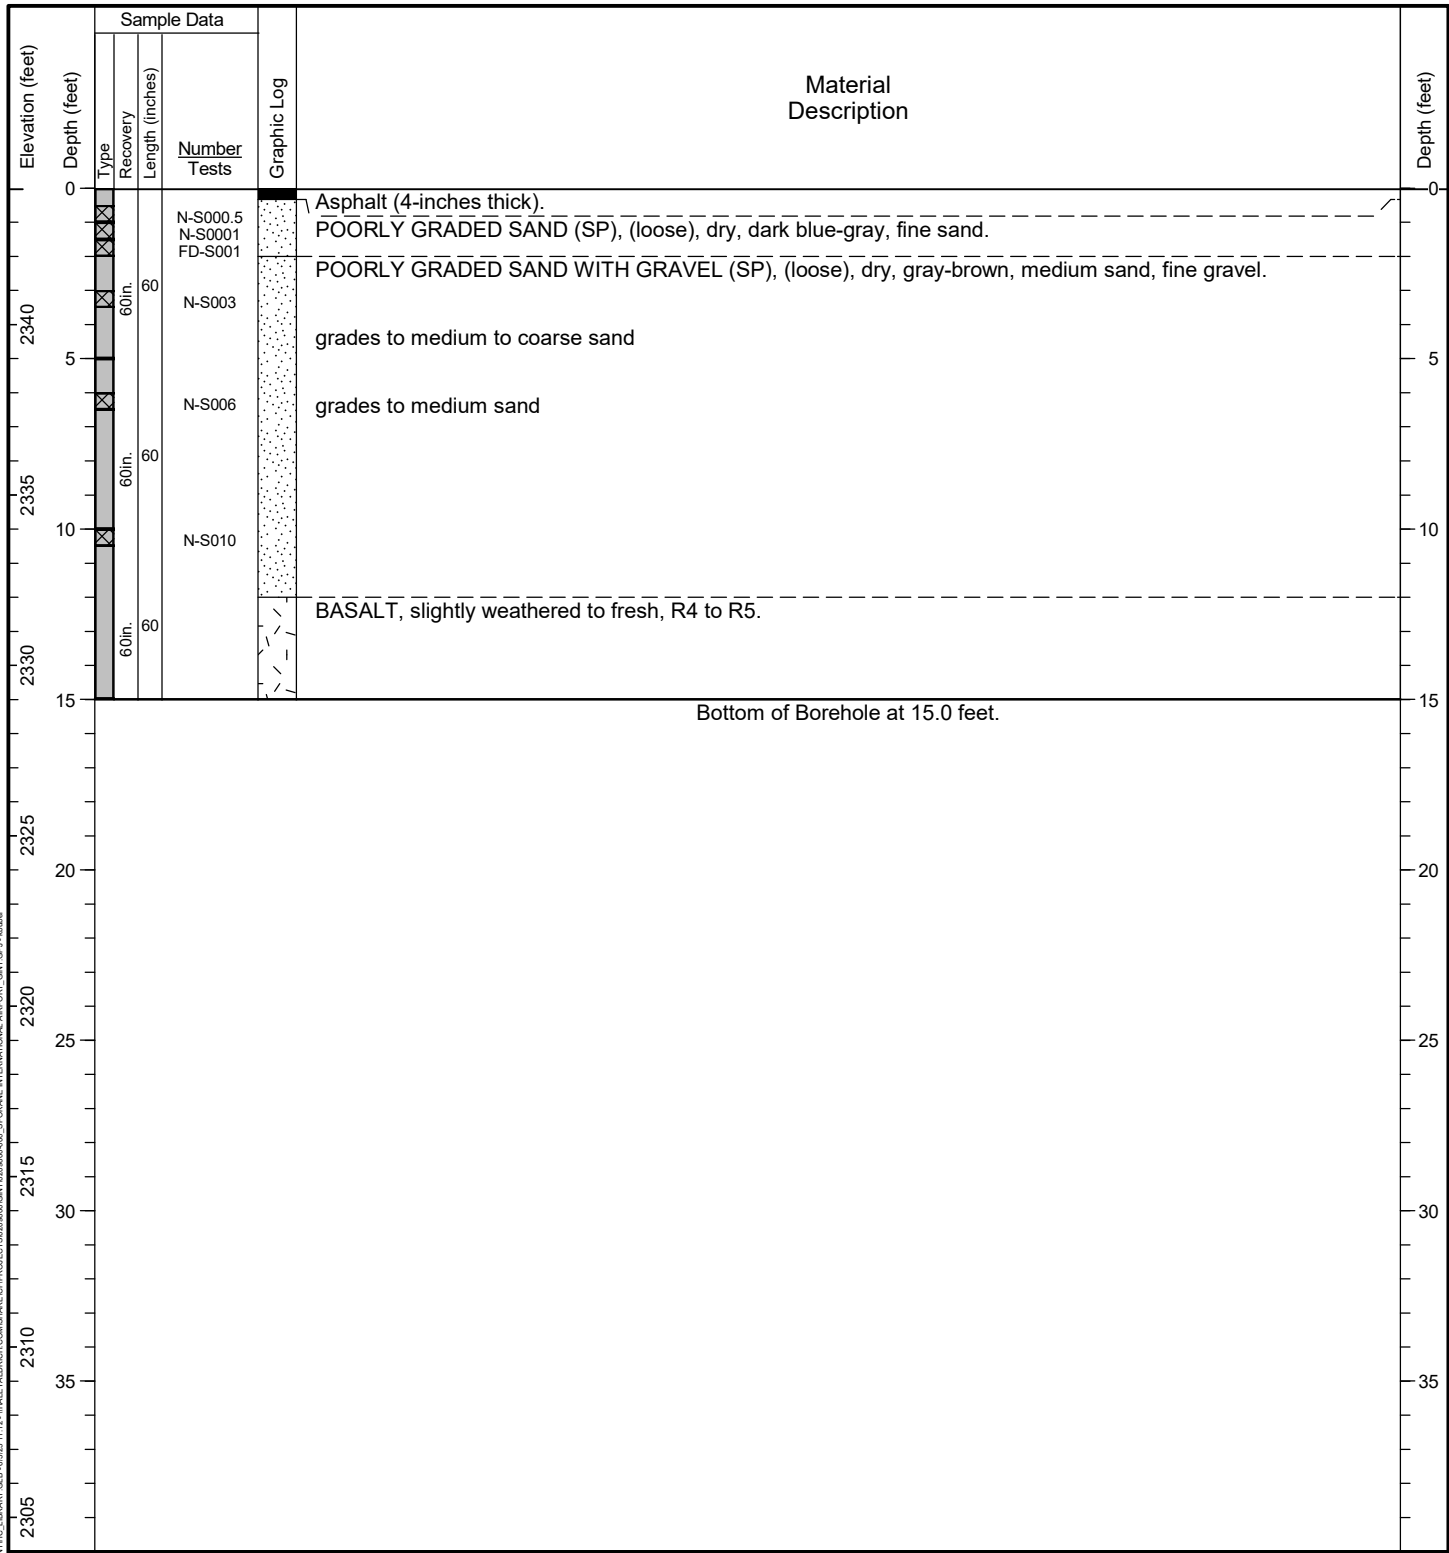 Sample Data
Elevation (feet)
Depth (feet)
Type
Recovery
Length (inches)
Number
Tests
Graphic Log
Material
Description
Depth (feet)
0
Asphalt (4-inches thick).
0
N-S000.5
N-S0001
POORLY GRADED SAND (SP), (loose), dry, dark blue-gray, fine sand.
FD-S001
POORLY GRADED SAND WITH GRAVEL (SP), (loose), dry, gray-brown, medium sand, fine gravel.
60in.
60
N-S003
2340
grades to medium to coarse sand
5
5
N-S006
grades to medium sand
60in.
60
2335
10
10
N-S010
BASALT, slightly weathered to fresh, R4 to R5.
60in.
60
2330
15
15
Bottom of Borehole at 15.0 feet.
2325
20
20
2320
25
25
2315
30
30
2310
35
35
2305